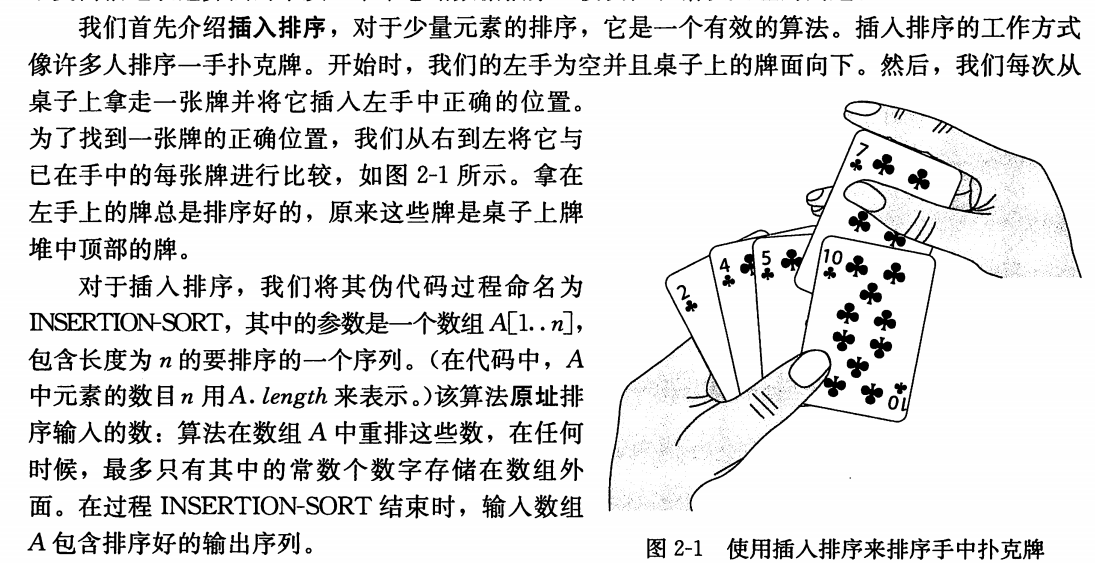 我们首先介绍插入排序，对于少量元素的排序，它是一个有效的算法。插入排序的工作方式
像许多人排序一手扑克牌。开始时，我们的左手为空并且桌子上的牌面向下。然后，我们每次从
桌子上拿走一张牌并将它插入左手中正确的位置。
为了找到一张牌的正确位置，我们从右到左将它与
已在手中的每张牌进行比较，如图 2-1 所示。拿在
左手上的牌总是排序好的，原来这些牌是桌子上牌
堆中顶部的牌。
对于插入排序，我们将其伪代码过程命名为
INSERTION-SORT，其中的参数是一个数组 A[1..n]，
包含长度为 n 的要排序的一个序列。（在代码中，A
中元素的数目 n 用 A. length 来表示。）该算法原址排
序输入的数：算法在数组 A 中重排这些数，在任何
时候，最多只有其中的常数个数字存储在数组外
面。在过程 INSERTION-SORT 结束时，输入数组
A 包含排序好的输出序列。
7
2
4
5
10
10
图 2-1 使用插入排序来排序手中扑克牌